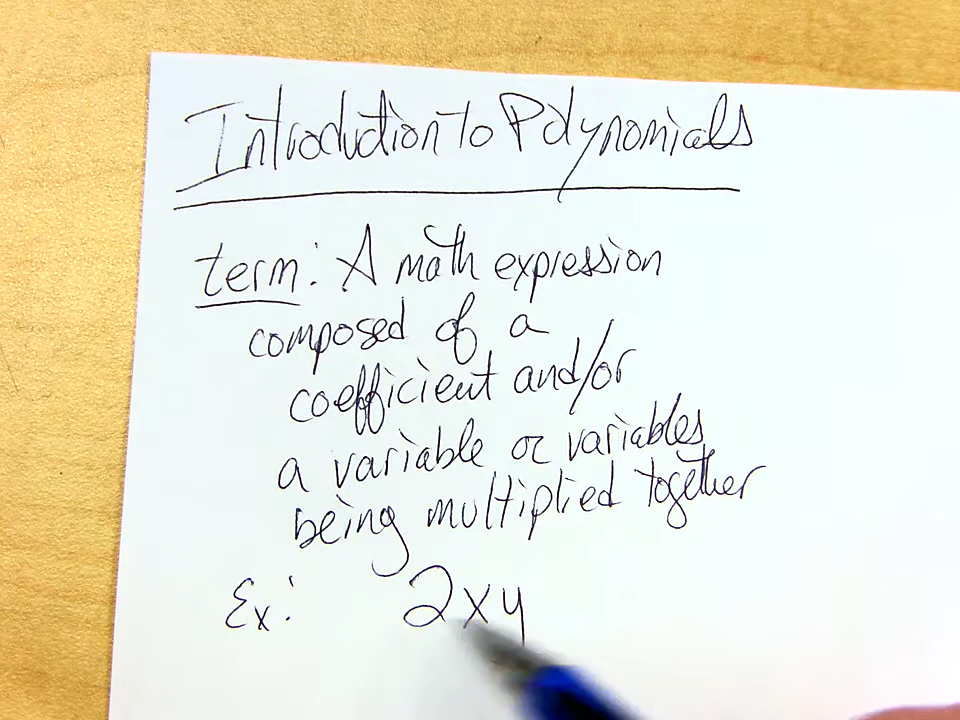 Introduction to Polynomials
term: A math expression
composed of a
coefficient and/or
a variable or variables
being multiplied together
Ex: 2xy